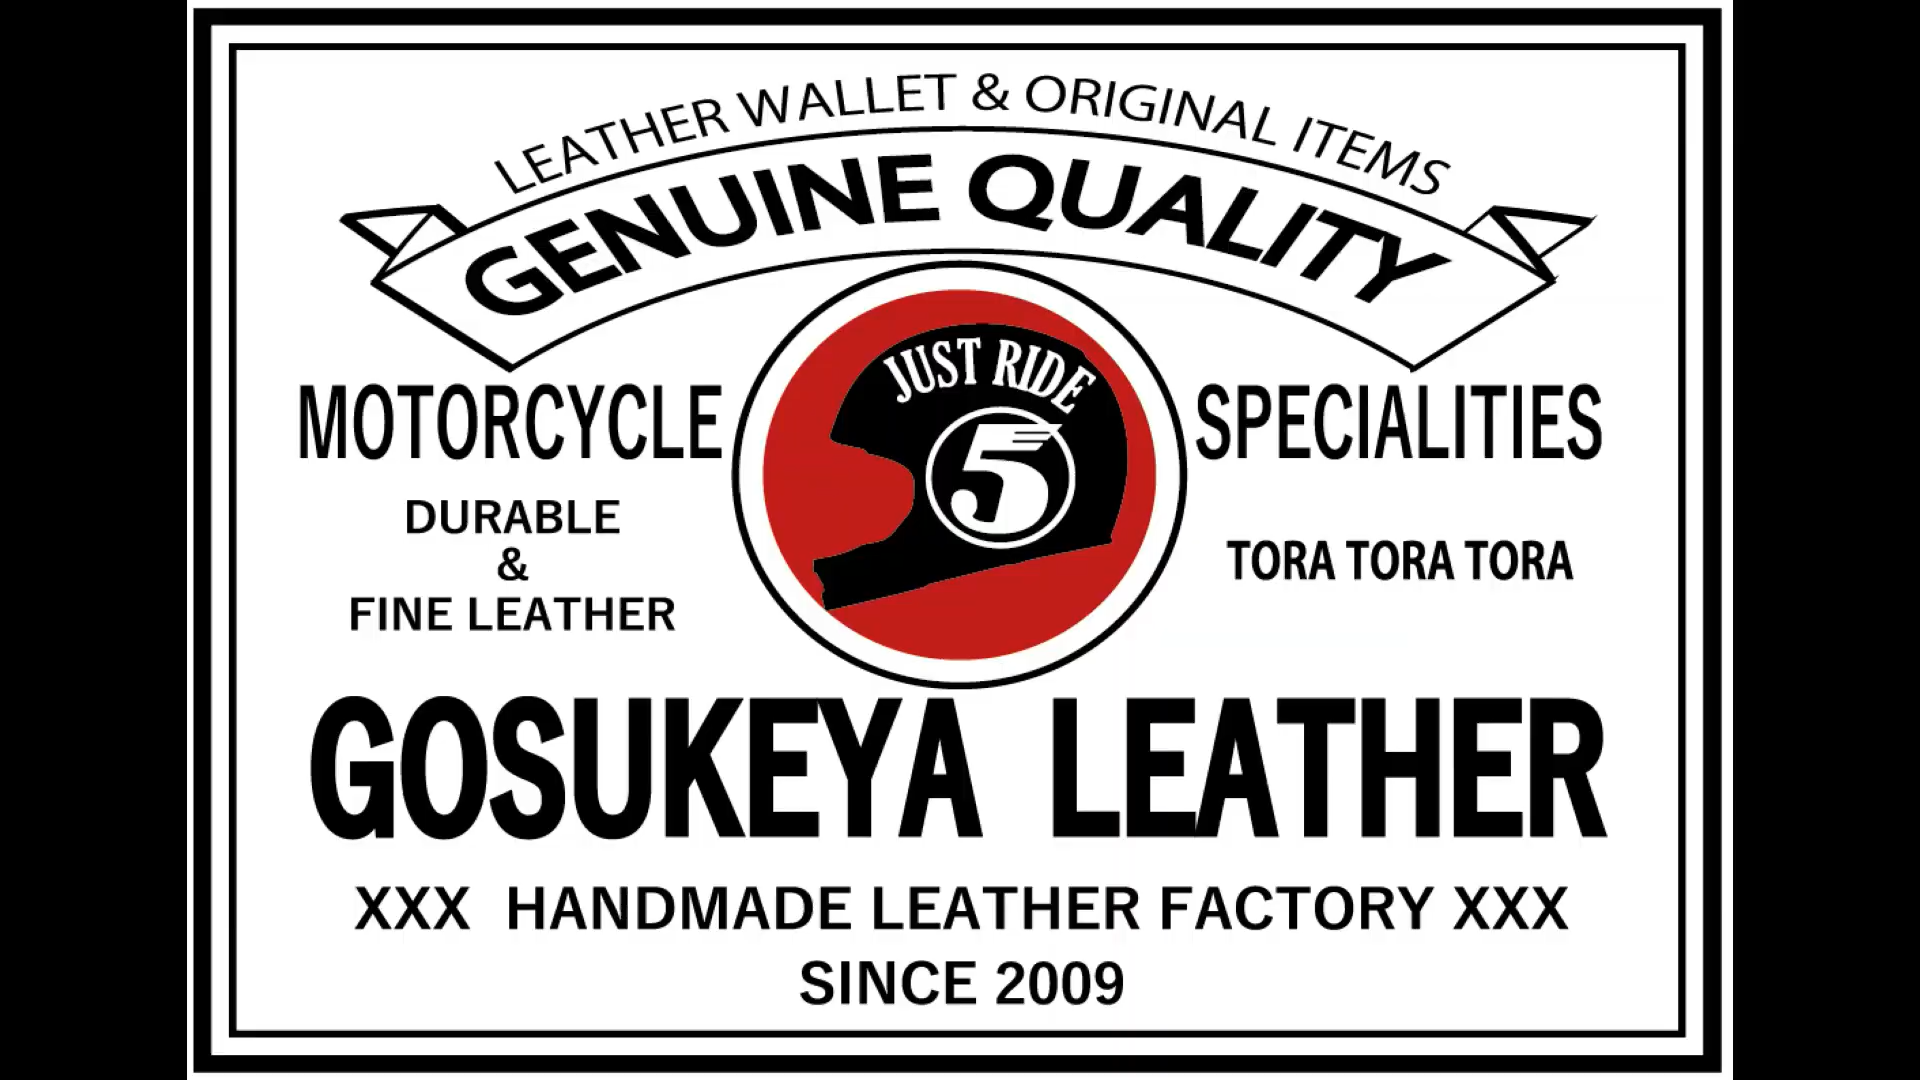 LEATHER WALLET & ORIGINAL ITEMS
GENUINE QUALITY
JUST RIDE
5
MOTORCYCLE
SPECIALITIES
DURABLE
&
FINE LEATHER
TORA TORA TORA
GOSUKEYA LEATHER
XXX HANDMADE LEATHER FACTORY XXX
SINCE 2009